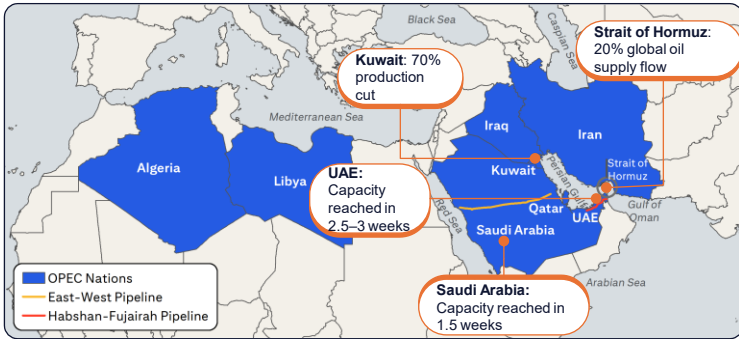 Black Sea
Caspian Sea
Strait of Hormuz:
20% global oil
supply flow
Kuwait: 70%
production
cut
Mediterranean Sea
Iraq
Iran
Algeria
Libya
Kuwait
Strait of
Hormuz
Persian Gulf
UAE:
Capacity
reached in
2.5–3 weeks
Red Sea
Qatar
UAE
Gulf of
Oman
Saudi Arabia
Arabian Sea
Saudi Arabia:
Capacity reached in
1.5 weeks
OPEC Nations
East-West Pipeline
Habshan-Fujairah Pipeline